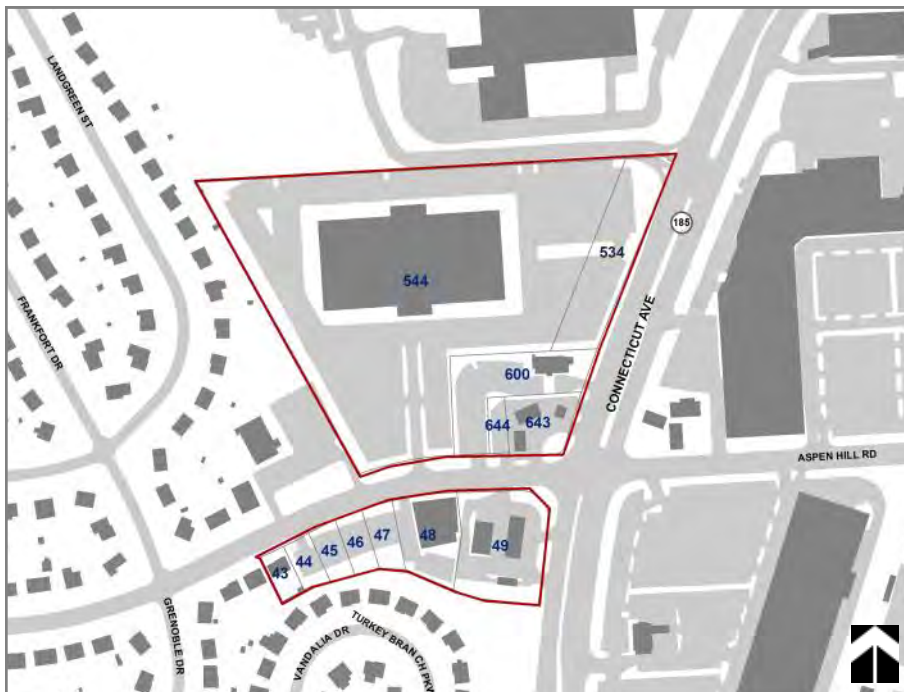 LANDGREEN ST
185
534
544
FRANKFORT DR
CONNECTICUT AVE
600
644
643
ASPEN HILL RD
48
47
46
45
44
43
49
GRENOBLE DR
VANDALIA DR
TURKEY BRANCH PKW